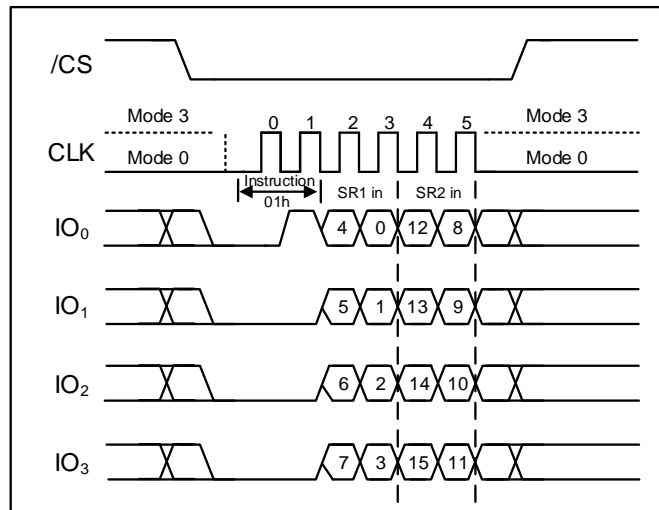 /CS
Mode 3
0 1 2 3 4 5
Mode 3
CLK
Mode 0
Mode 0
Instruction
01h
SR1 in
SR2 in
IO₀
4 0 12 8
IO₁
5 1 13 9
IO₂
6 2 14 10
IO₃
7 3 15 11